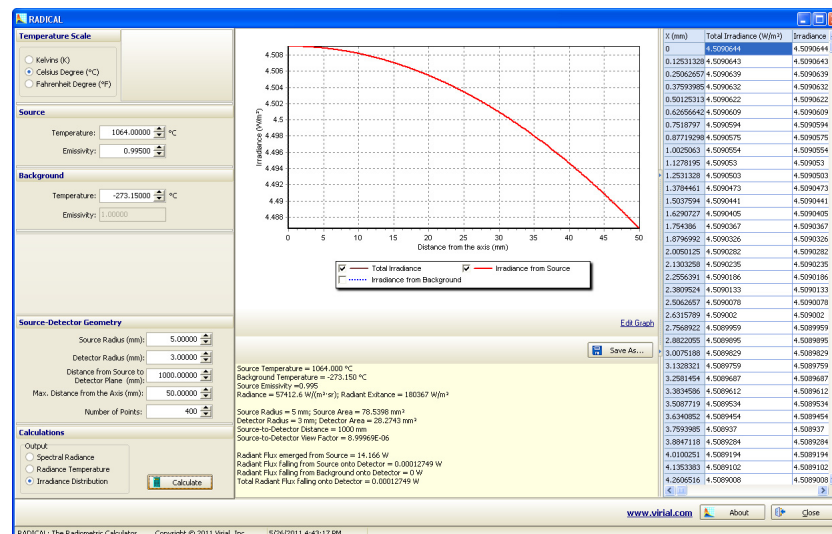 RADICAL
Temperature Scale
Kelvins (K)
Celsius Degree (°C)
Fahrenheit Degree (°F)
Source
Temperature: 1064.00000 °C
Emissivity: 0.99500
Background
Temperature: -273.15000 °C
Emissivity: 1.00000
Source-Detector Geometry
Source Radius (mm): 5.00000
Detector Radius (mm): 3.00000
Distance from Source to
Detector Plane (mm): 1000.00000
Max. Distance from the Axis (mm): 50.00000
Number of Points: 400
Calculations
Output
Spectral Radiance
Radiance Temperature
Irradiance Distribution
Calculate
4.508
4.506
4.504
4.502
4.5
4.498
4.496
4.494
4.492
4.49
4.488
Irradiance (W/m²)
0 5 10 15 20 25 30 35 40 45 50
Distance from the axis (mm)
Total Irradiance
Irradiance from Source
Irradiance from Background
Edit Graph
Save As...
Source Temperature = 1064.000 °C
Background Temperature = -273.150 °C
Source Emissivity =0.995
Radiance = 57412.6 W/(m²·sr); Radiant Exitance = 180367 W/m²
Source Radius = 5 mm; Source Area = 78.5398 mm²
Detector Radius = 3 mm; Detector Area = 28.2743 mm²
Source-to-Detector Distance = 1000 mm
Source-to-Detector View Factor = 8.99969E-06
Radiant Flux emerged from Source = 14.166 W
Radiant Flux falling from Source onto Detector = 0.00012749 W
Radiant Flux falling from Background onto Detector = 0 W
Total Radiant Flux falling onto Detector = 0.00012749 W
X (mm) Total Irradiance (W/m²) Irradiance
0 4.5090644 4.5090644
0.12531328 4.5090643 4.5090643
0.25062657 4.5090639 4.5090639
0.37593985 4.5090632 4.5090632
0.50125313 4.5090622 4.5090622
0.62656642 4.5090609 4.5090609
0.7518797 4.5090594 4.5090594
0.87719298 4.5090575 4.5090575
1.0025063 4.5090554 4.5090554
1.1278195 4.509053 4.509053
1.2531328 4.5090503 4.5090503
1.3784461 4.5090473 4.5090473
1.5037594 4.5090441 4.5090441
1.6290727 4.5090405 4.5090405
1.754386 4.5090367 4.5090367
1.8796992 4.5090326 4.5090326
2.0050125 4.5090282 4.5090282
2.1303258 4.5090235 4.5090235
2.2556391 4.5090186 4.5090186
2.3809524 4.5090133 4.5090133
2.5062657 4.5090078 4.5090078
2.6315789 4.509002 4.509002
2.7568922 4.5089959 4.5089959
2.8822055 4.5089895 4.5089895
3.0075188 4.5089829 4.5089829
3.1328321 4.5089759 4.5089759
3.2581454 4.5089687 4.5089687
3.3834586 4.5089612 4.5089612
3.5087719 4.5089534 4.5089534
3.6340852 4.5089454 4.5089454
3.7593985 4.508937 4.508937
3.8847118 4.5089284 4.5089284
4.0100251 4.5089194 4.5089194
4.1353383 4.5089102 4.5089102
4.2606516 4.5089008 4.5089008
www.virial.com
About
Close
RADICAL: The Radiometric Calculator Copyright © 2011 Virial, Inc. 5/26/2011 4:43:17 PM